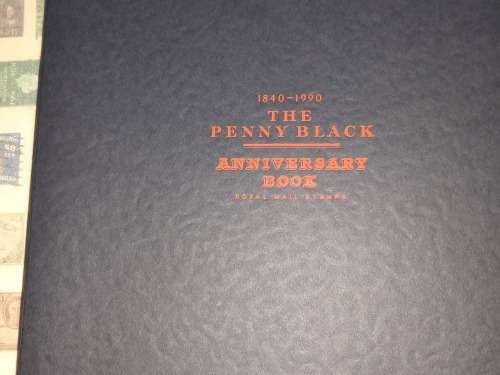 1840-1990
THE
PENNY BLACK
ANNIVERSARY
BOOK
ROYAL MAIL STAMPS